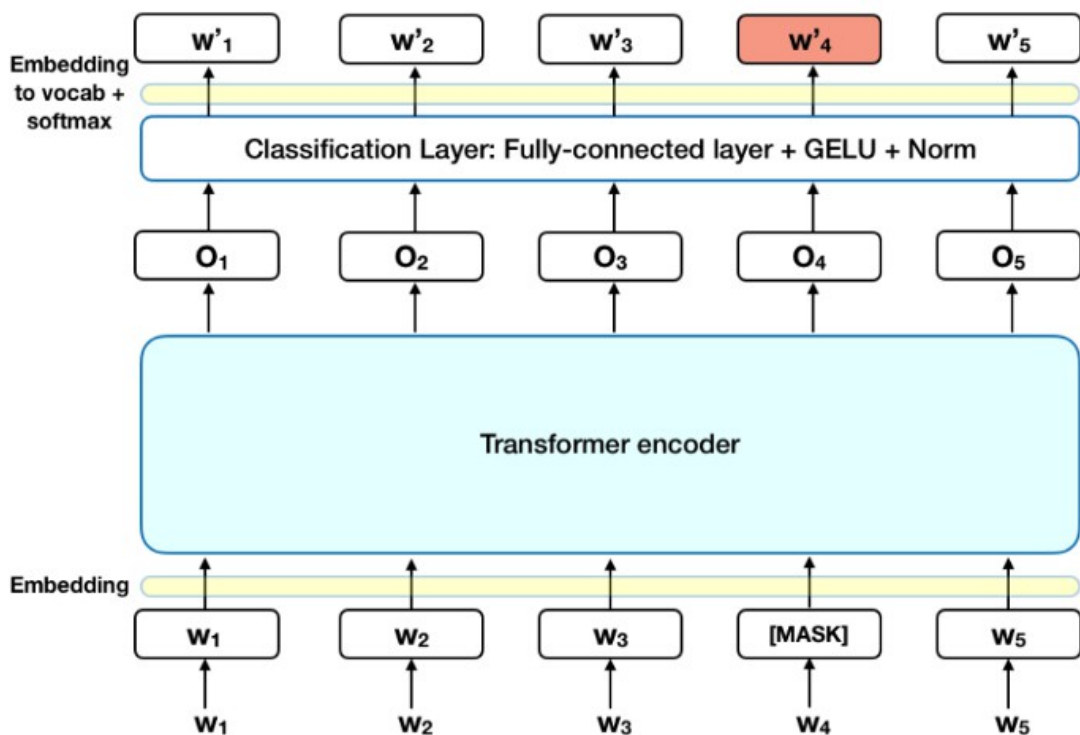 w'₁ w'₂ w'₃ w'₄ w'₅
Embedding
to vocab +
softmax
Classification Layer: Fully-connected layer + GELU + Norm
O₁ O₂ O₃ O₄ O₅
Transformer encoder
Embedding
w₁ w₂ w₃ [MASK] w₅
w₁ w₂ w₃ w₄ w₅